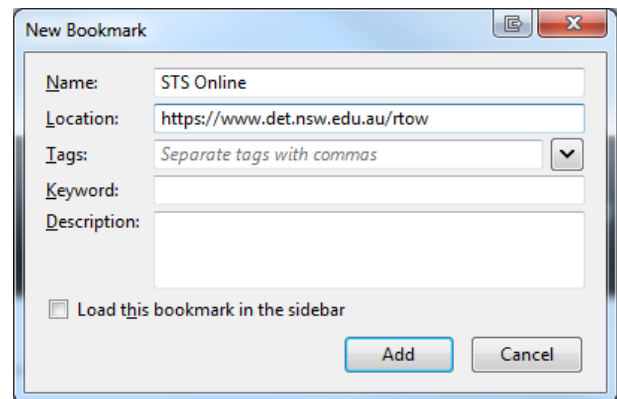 New Bookmark
Name: STS Online
Location: https://www.det.nsw.edu.au/rtow
Tags: Separate tags with commas
Keyword:
Description:
Load this bookmark in the sidebar
Add Cancel